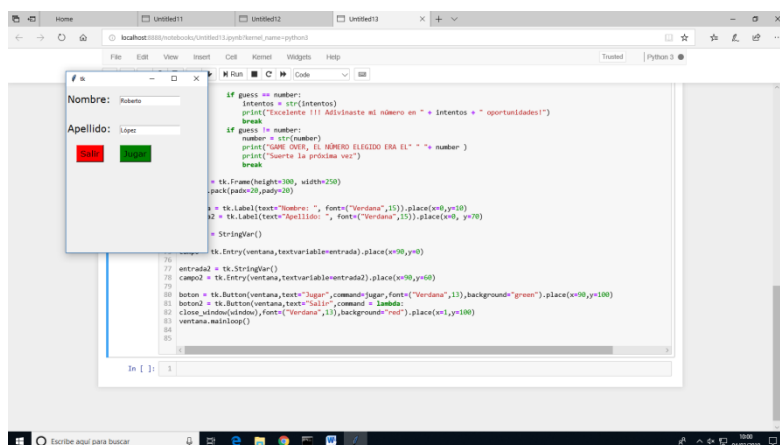 Home
Untitled11
Untitled12
Untitled13
localhost:8888/notebooks/Untitled13.ipynb?kernel_name=python3
File Edit View Insert Cell Kernel Widgets Help
Trusted
Python 3
Run
Code
tk
Nombre:
Roberto
Apellido:
López
Salir
Jugar
if guess == number:
intentos = str(intentos)
print("Excelente !!! Adivinaste mi número en " + intentos + " oportunidades!")
break
if guess != number:
number = str(number)
print("GAME OVER, EL NÚMERO ELEGIDO ERA EL" " "+ number )
print("Suerte la próxima vez")
break
= tk.Frame(height=300, width=250)
.pack(padx=20,pady=20)
= tk.Label(text="Nombre: ", font=("Verdana",15)).place(x=0,y=10)
2 = tk.Label(text="Apellido: ", font=("Verdana",15)).place(x=0, y=70)
= StringVar()
tk.Entry(ventana,textvariable=entrada).place(x=90,y=0)
76
77 entrada2 = tk.StringVar()
78 campo2 = tk.Entry(ventana,textvariable=entrada2).place(x=90,y=60)
79
80 boton = tk.Button(ventana,text="Jugar",command=jugar,font=("Verdana",13),background="green").place(x=90,y=100)
81 boton2 = tk.Button(ventana,text="Salir",command = lambda:
82 close_window(window),font=("Verdana",13),background="red").place(x=1,y=100)
83 ventana.mainloop()
84
85
In [ ]: 1
Escribe aquí para buscar
10:00